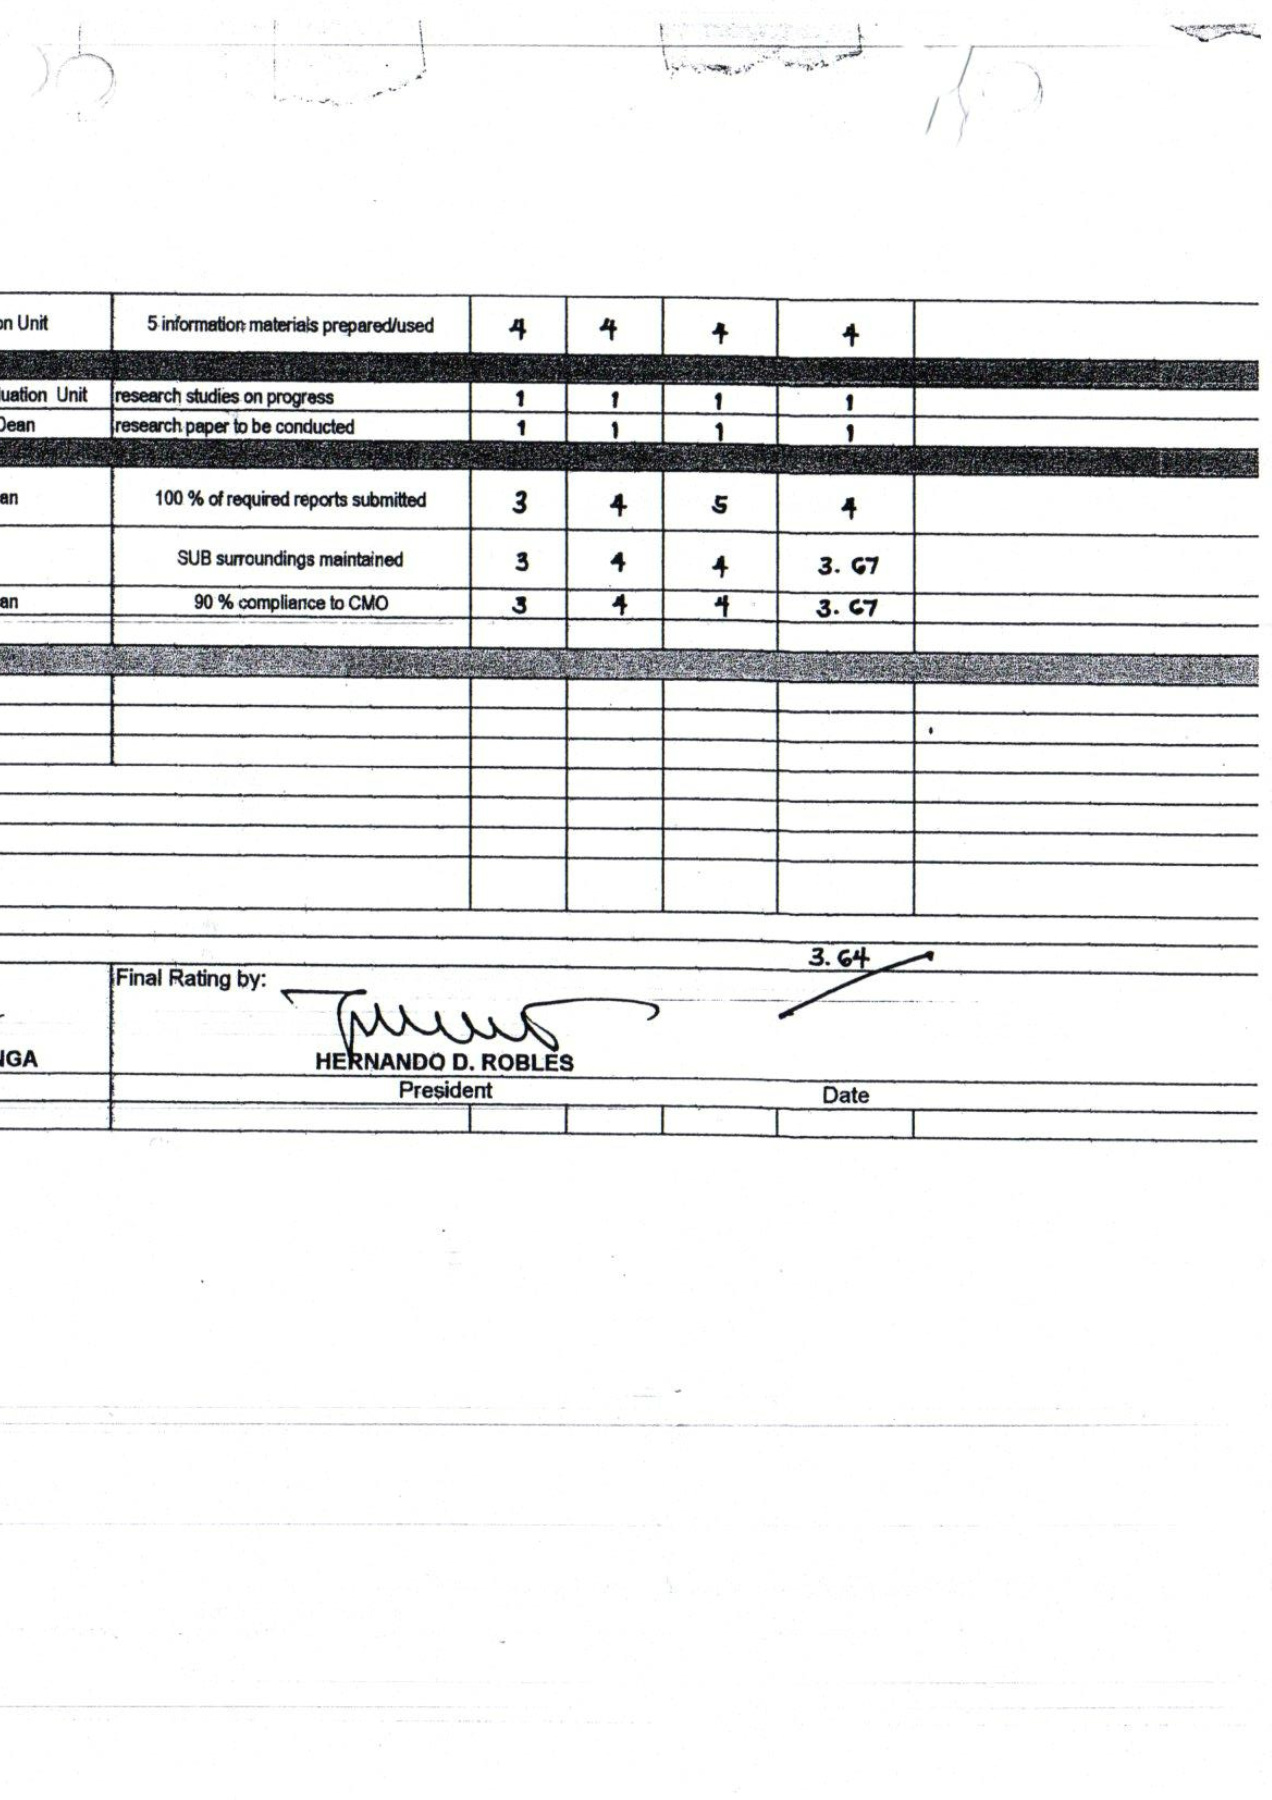 on Unit 5 information materials prepared/used 4 4 4 4
luation Unit research studies on progress 1 1 1 1
Dean research paper to be conducted 1 1 1 1
an 100 % of required reports submitted 3 4 5 4
SUB surroundings maintained 3 4 4 3.67
an 90 % compliance to CMO 3 4 4 3.67
3.64
Final Rating by:
NGA HERNANDO D. ROBLES
President Date